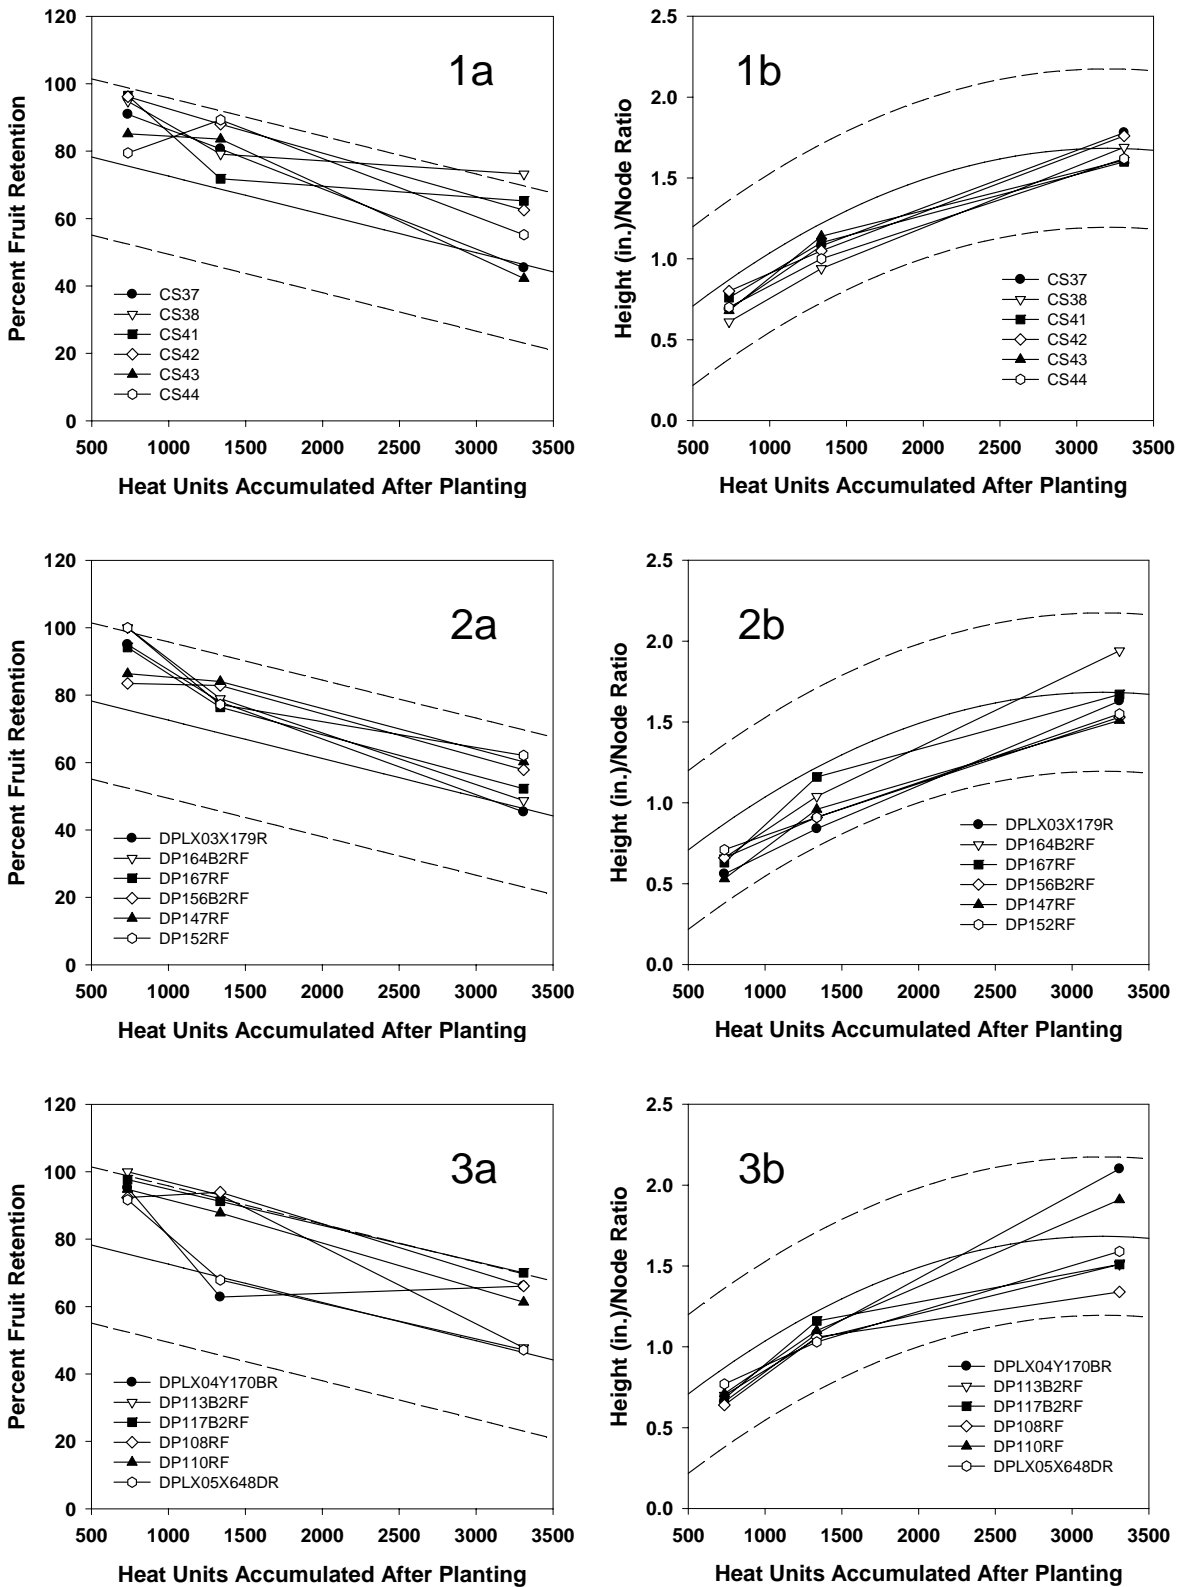 1a
Percent Fruit Retention
120
100
80
60
40
20
0
CS37
CS38
CS41
CS42
CS43
CS44
500 1000 1500 2000 2500 3000 3500
Heat Units Accumulated After Planting
1b
Height (in.)/Node Ratio
2.5
2.0
1.5
1.0
0.5
0.0
CS37
CS38
CS41
CS42
CS43
CS44
500 1000 1500 2000 2500 3000 3500
Heat Units Accumulated After Planting
2a
Percent Fruit Retention
120
100
80
60
40
20
0
DPLX03X179R
DP164B2RF
DP167RF
DP156B2RF
DP147RF
DP152RF
500 1000 1500 2000 2500 3000 3500
Heat Units Accumulated After Planting
2b
Height (in.)/Node Ratio
2.5
2.0
1.5
1.0
0.5
0.0
DPLX03X179R
DP164B2RF
DP167RF
DP156B2RF
DP147RF
DP152RF
500 1000 1500 2000 2500 3000 3500
Heat Units Accumulated After Planting
3a
Percent Fruit Retention
120
100
80
60
40
20
0
DPLX04Y170BR
DP113B2RF
DP117B2RF
DP108RF
DP110RF
DPLX05X648DR
500 1000 1500 2000 2500 3000 3500
Heat Units Accumulated After Planting
3b
Height (in.)/Node Ratio
2.5
2.0
1.5
1.0
0.5
0.0
DPLX04Y170BR
DP113B2RF
DP117B2RF
DP108RF
DP110RF
DPLX05X648DR
500 1000 1500 2000 2500 3000 3500
Heat Units Accumulated After Planting